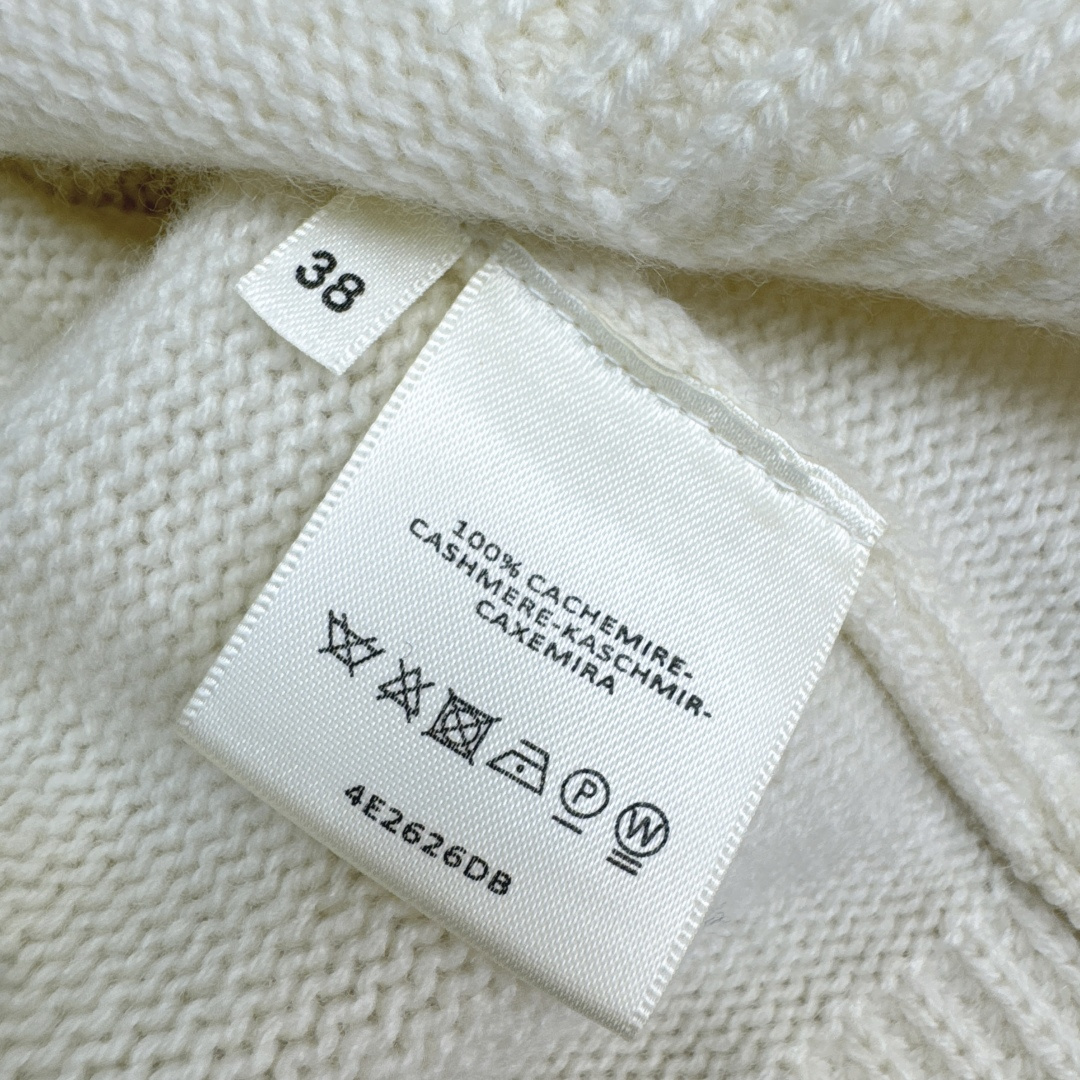 38
100% CACHEMIRE-
CASHMERE-KASCHMIR-
CAXEMIRA
P
W
4E2626DB